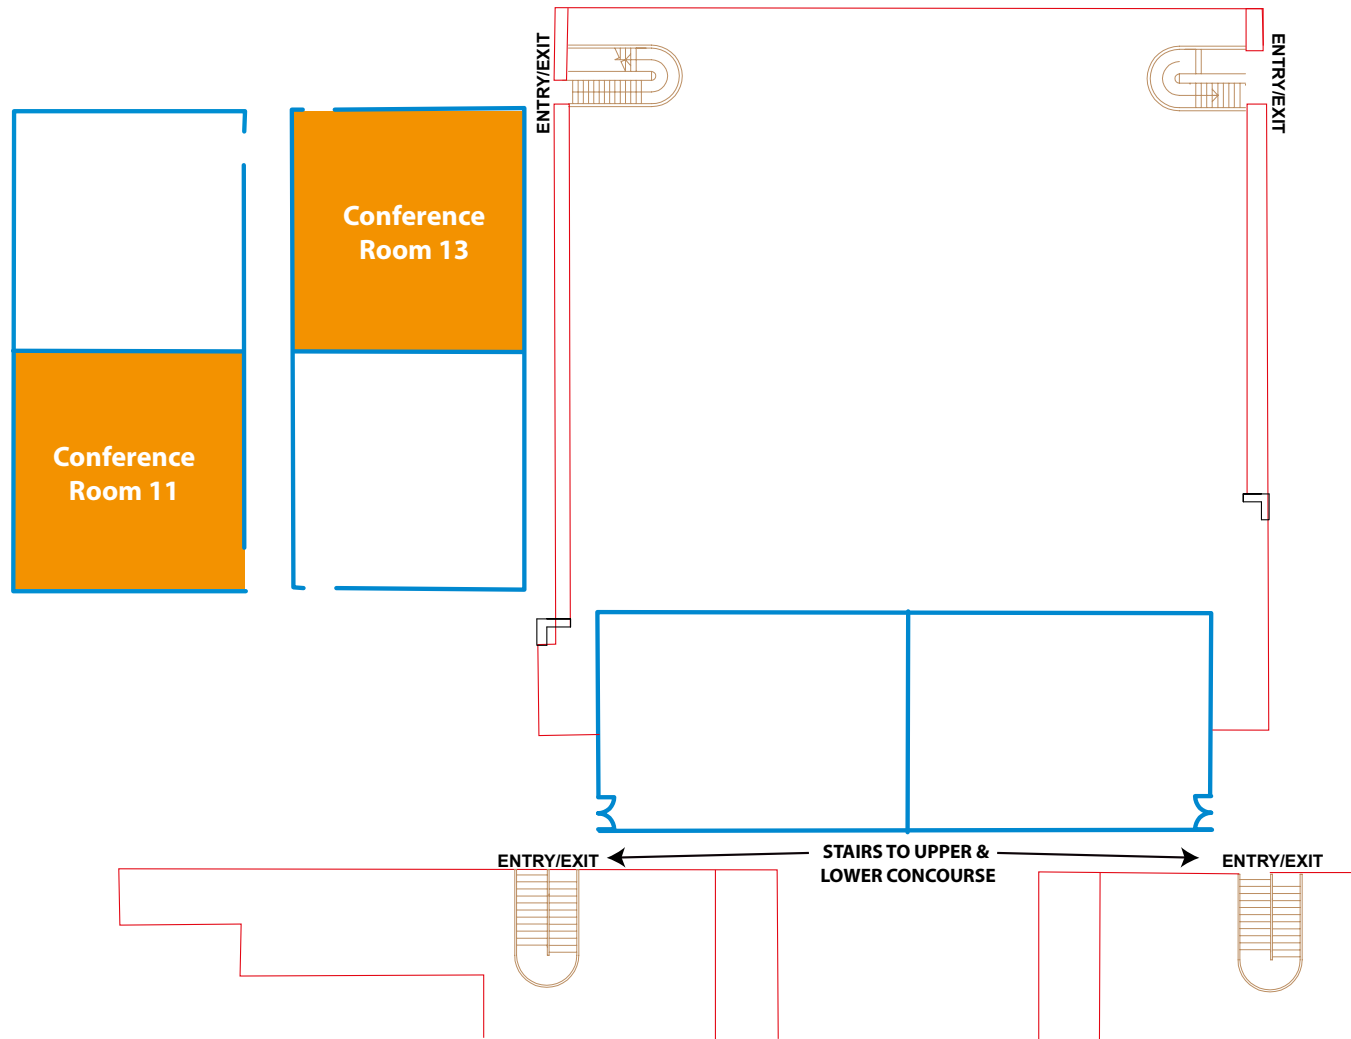 ENTRY/EXIT
ENTRY/EXIT
Conference
Room 13
Conference
Room 11
STAIRS TO UPPER &
LOWER CONCOURSE
ENTRY/EXIT
ENTRY/EXIT